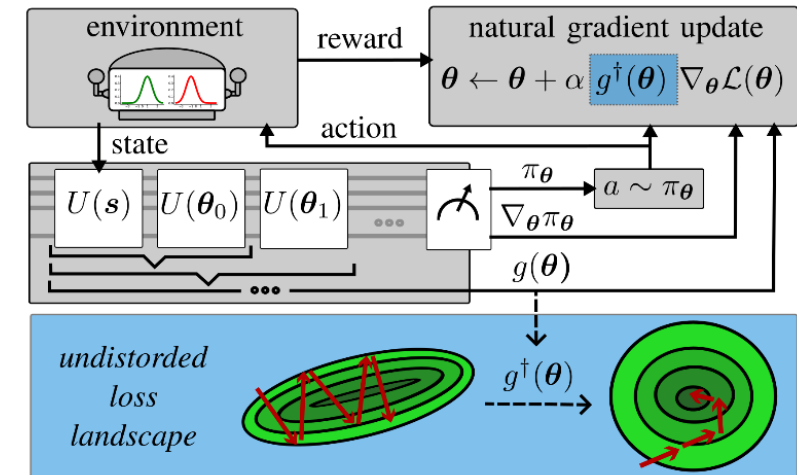 environment
reward
natural gradient update
θ ← θ + α g†(θ) ∇θℒ(θ)
action
state
U(s) U(θ₀) U(θ₁)
πθ
a ∼ πθ
∇θπθ
g(θ)
undistorded
loss
landscape
g†(θ)